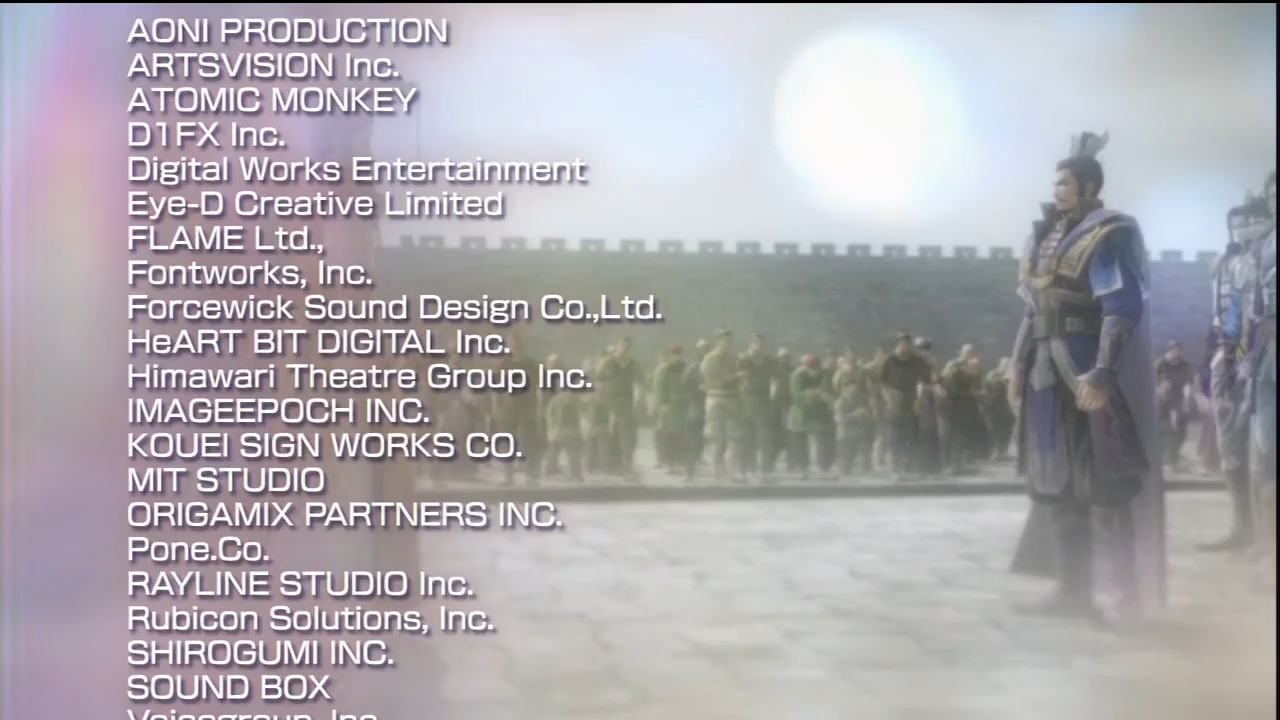 AONI PRODUCTION
ARTSVISION Inc.
ATOMIC MONKEY
D1FX Inc.
Digital Works Entertainment
Eye-D Creative Limited
FLAME Ltd.,
Fontworks, Inc.
Forcewick Sound Design Co.,Ltd.
HeART BIT DIGITAL Inc.
Himawari Theatre Group Inc.
IMAGEEPOCH INC.
KOUEI SIGN WORKS CO.
MIT STUDIO
ORIGAMIX PARTNERS INC.
Pone.Co.
RAYLINE STUDIO Inc.
Rubicon Solutions, Inc.
SHIROGUMI INC.
SOUND BOX
Voicegroup, Inc.